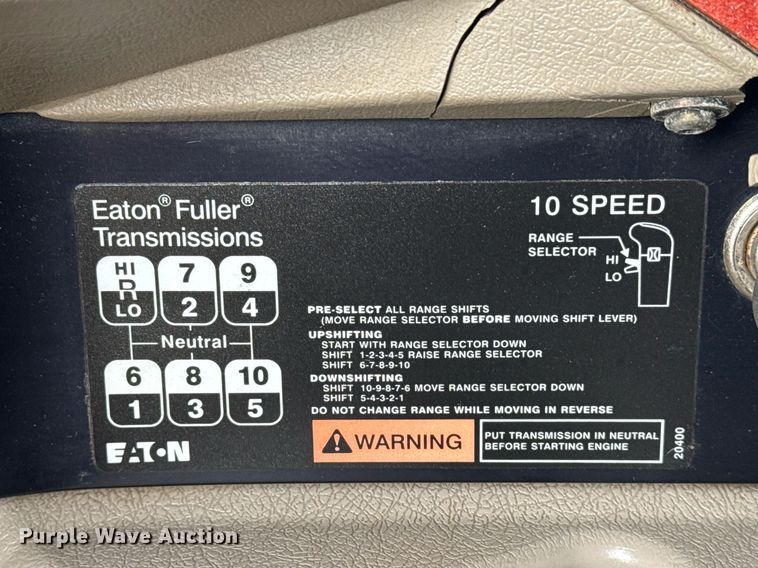 Eaton® Fuller®
Transmissions
10 SPEED
RANGE
SELECTOR
HI
LO
HI
R
LO
7
2
9
4
Neutral
6
1
8
3
10
5
PRE-SELECT ALL RANGE SHIFTS
(MOVE RANGE SELECTOR BEFORE MOVING SHIFT LEVER)
UPSHIFTING
START WITH RANGE SELECTOR DOWN
SHIFT 1-2-3-4-5 RAISE RANGE SELECTOR
SHIFT 6-7-8-9-10
DOWNSHIFTING
SHIFT 10-9-8-7-6 MOVE RANGE SELECTOR DOWN
SHIFT 5-4-3-2-1
DO NOT CHANGE RANGE WHILE MOVING IN REVERSE
EATON
WARNING
PUT TRANSMISSION IN NEUTRAL
BEFORE STARTING ENGINE
20400
Purple Wave Auction